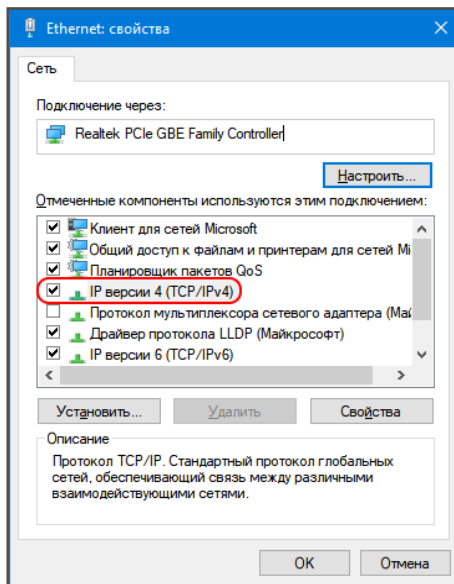 Ethernet: свойства
Сеть
Подключение через:
Realtek PCIe GBE Family Controller
Настроить...
Отмеченные компоненты используются этим подключением:
Клиент для сетей Microsoft
Общий доступ к файлам и принтерам для сетей Mi
Планировщик пакетов QoS
IP версии 4 (TCP/IPv4)
Протокол мультиплексора сетевого адаптера (Май
Драйвер протокола LLDP (Майкрософт)
IP версии 6 (TCP/IPv6)
Установить...
Удалить
Свойства
Описание
Протокол TCP/IP. Стандартный протокол глобальных
сетей, обеспечивающий связь между различными
взаимодействующими сетями.
OK
Отмена